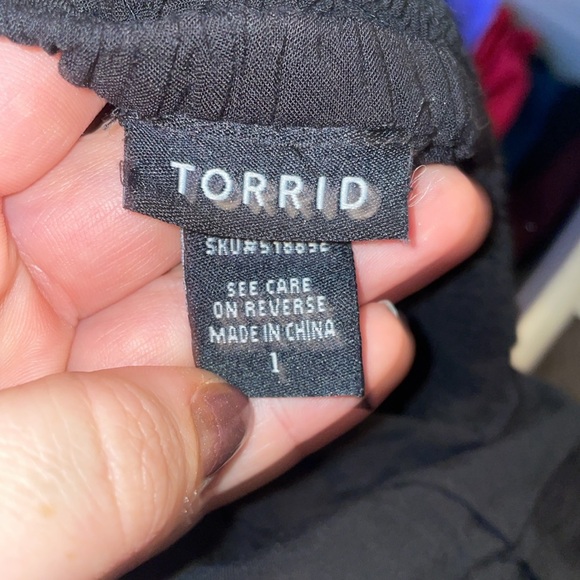 TORRID
SEE CARE
ON REVERSE
MADE IN CHINA
1